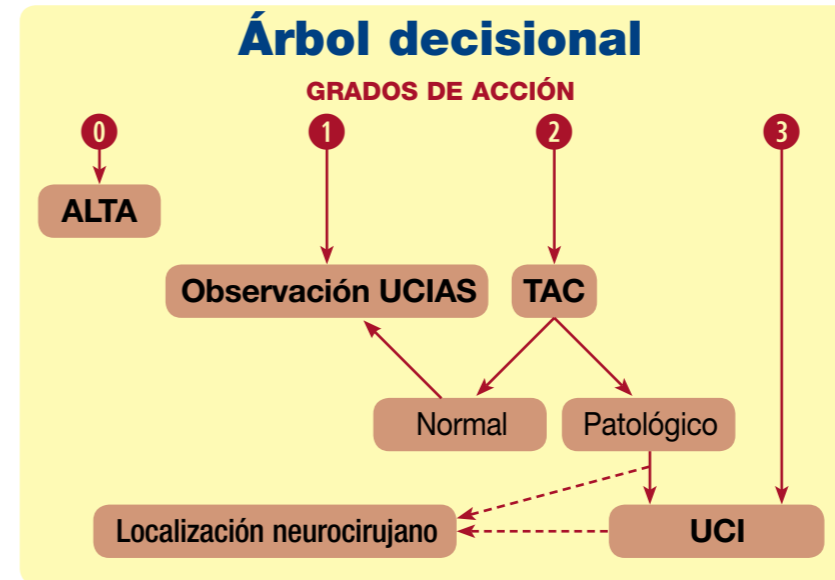 Árbol decisional
GRADOS DE ACCIÓN
0 1 2 3
ALTA
Observación UCIAS TAC
Normal Patológico
Localización neurocirujano UCI